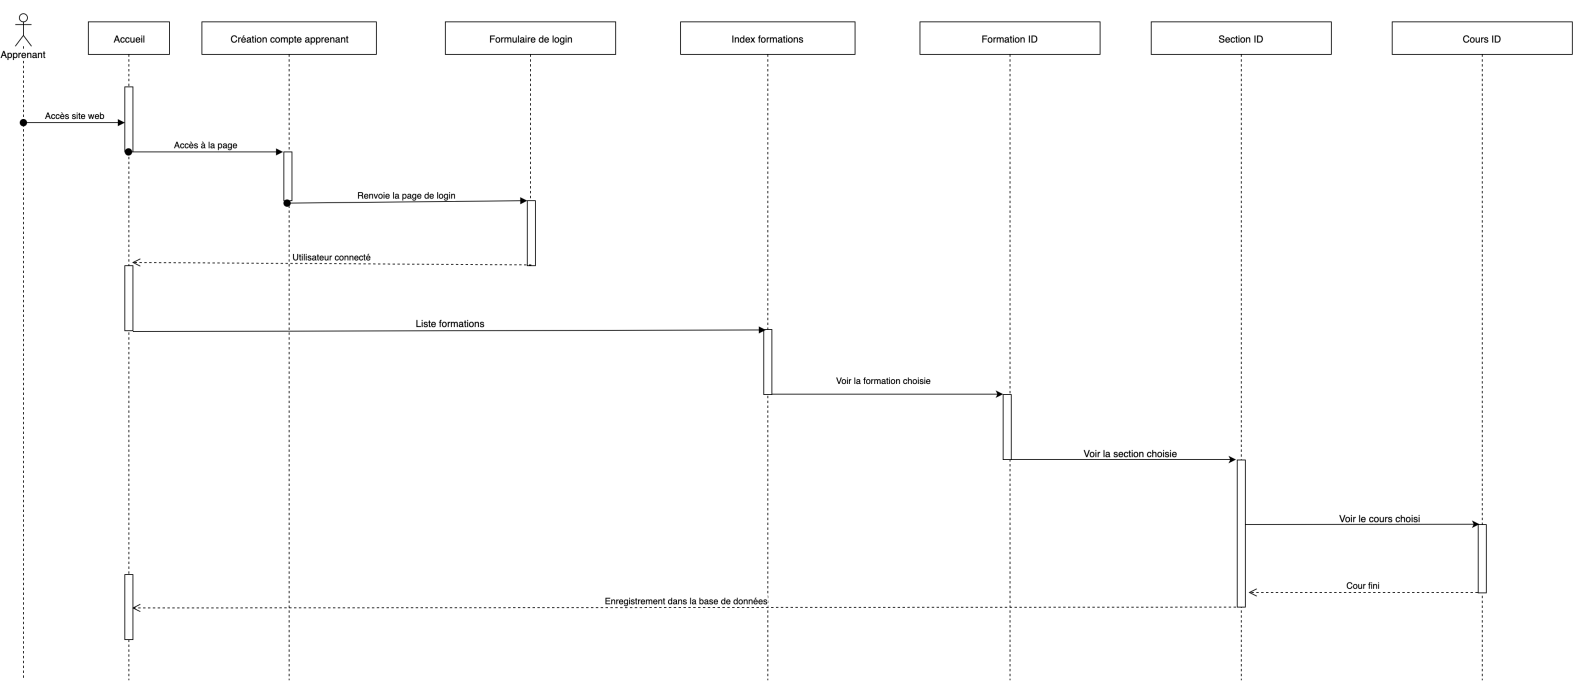 Apprenant
Accueil
Création compte apprenant
Formulaire de login
Index formations
Formation ID
Section ID
Cours ID
Accès site web
Accès à la page
Renvoie la page de login
Utilisateur connecté
Liste formations
Voir la formation choisie
Voir la section choisie
Voir le cours choisi
Cour fini
Enregistrement dans la base de données